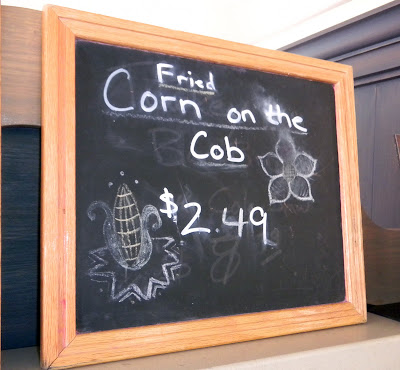 Fried
Corn on the
Cob
$2.49